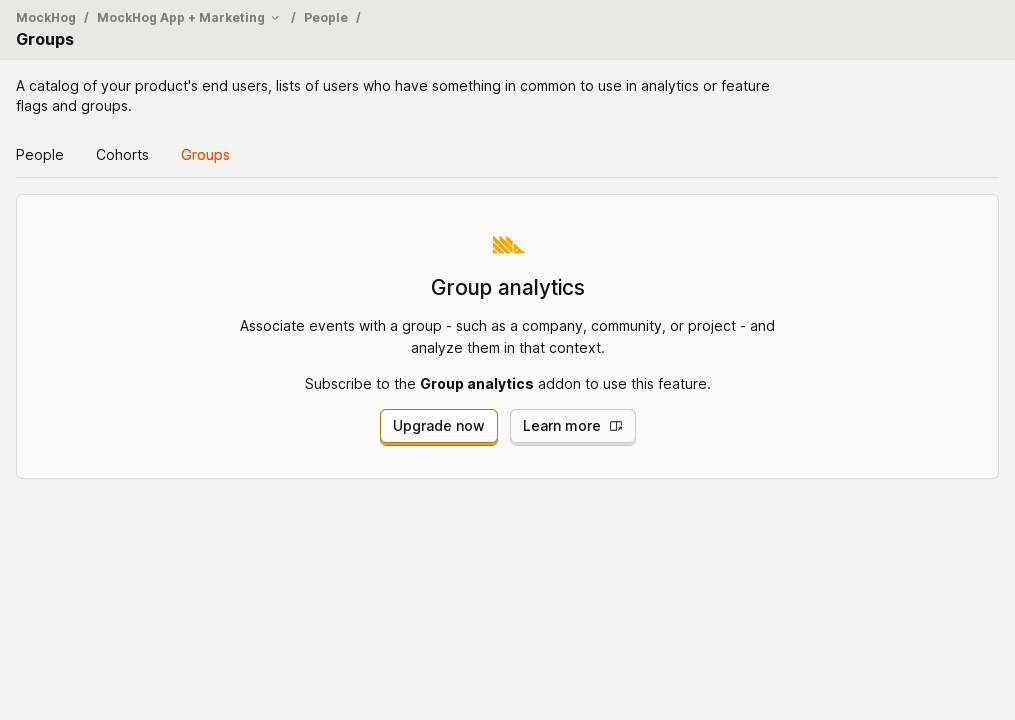 MockHog / MockHog App + Marketing / People /
Groups
A catalog of your product's end users, lists of users who have something in common to use in analytics or feature
flags and groups.
People Cohorts Groups
Group analytics
Associate events with a group - such as a company, community, or project - and
analyze them in that context.
Subscribe to the Group analytics addon to use this feature.
Upgrade now Learn more